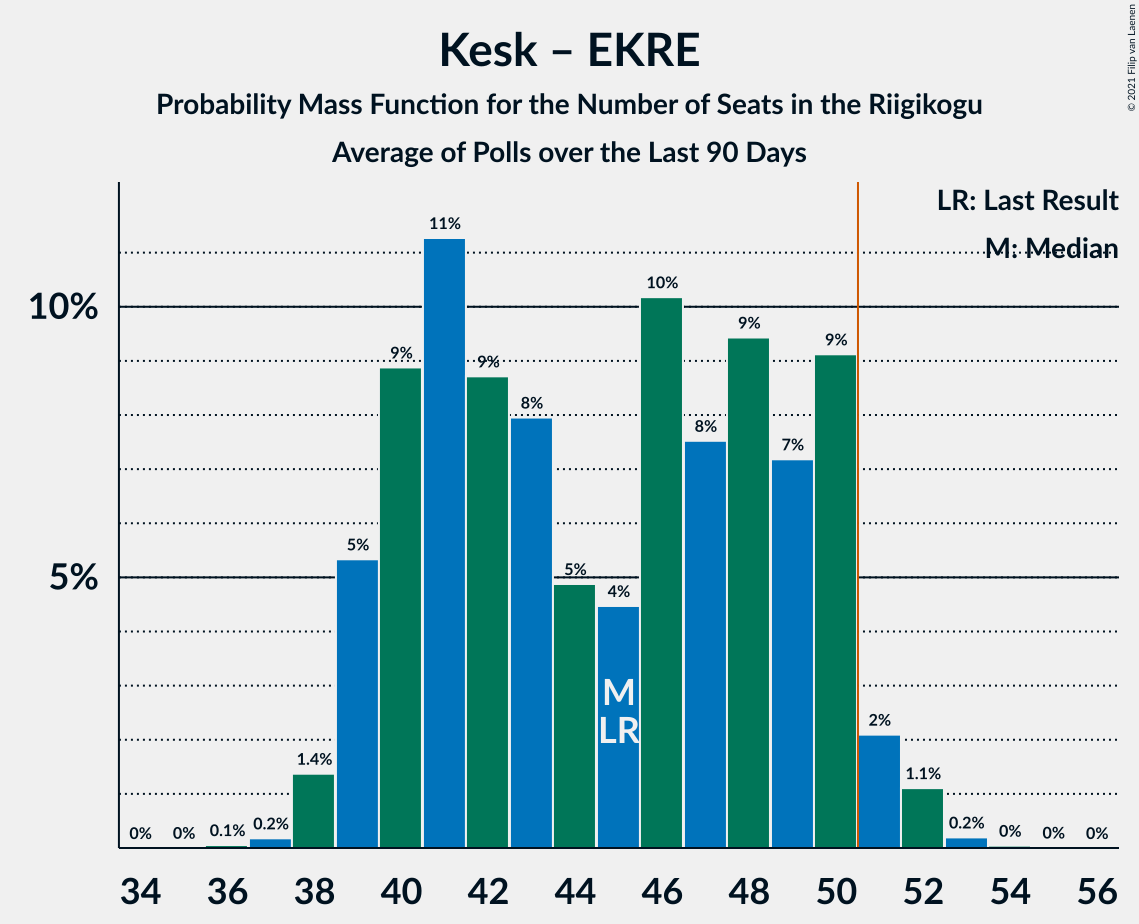 Kesk – EKRE
Probability Mass Function for the Number of Seats in the Riigikogu
Average of Polls over the Last 90 Days
© 2021 Filip van Laenen
LR: Last Result
M: Median
10%
5%
0%
0%
0.1%
0.2%
1.4%
5%
9%
11%
9%
8%
5%
4%
10%
8%
9%
7%
9%
2%
1.1%
0.2%
0%
0%
0%
M
LR
34 36 38 40 42 44 46 48 50 52 54 56